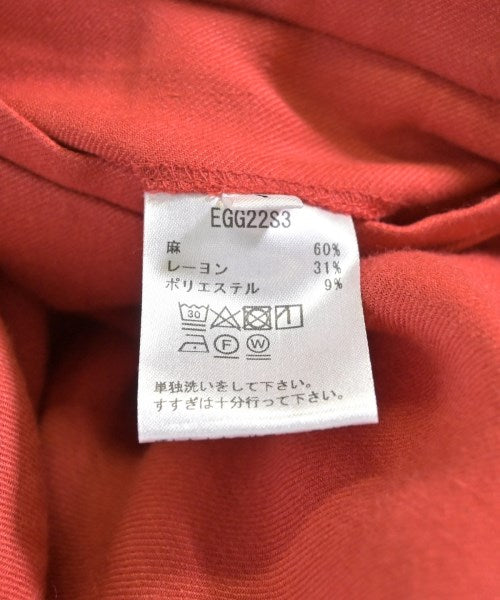 EGG22S3
麻 60%
レーヨン 31%
ポリエステル 9%
30
F W
単独洗いをして下さい。
すすぎは十分行って下さい。